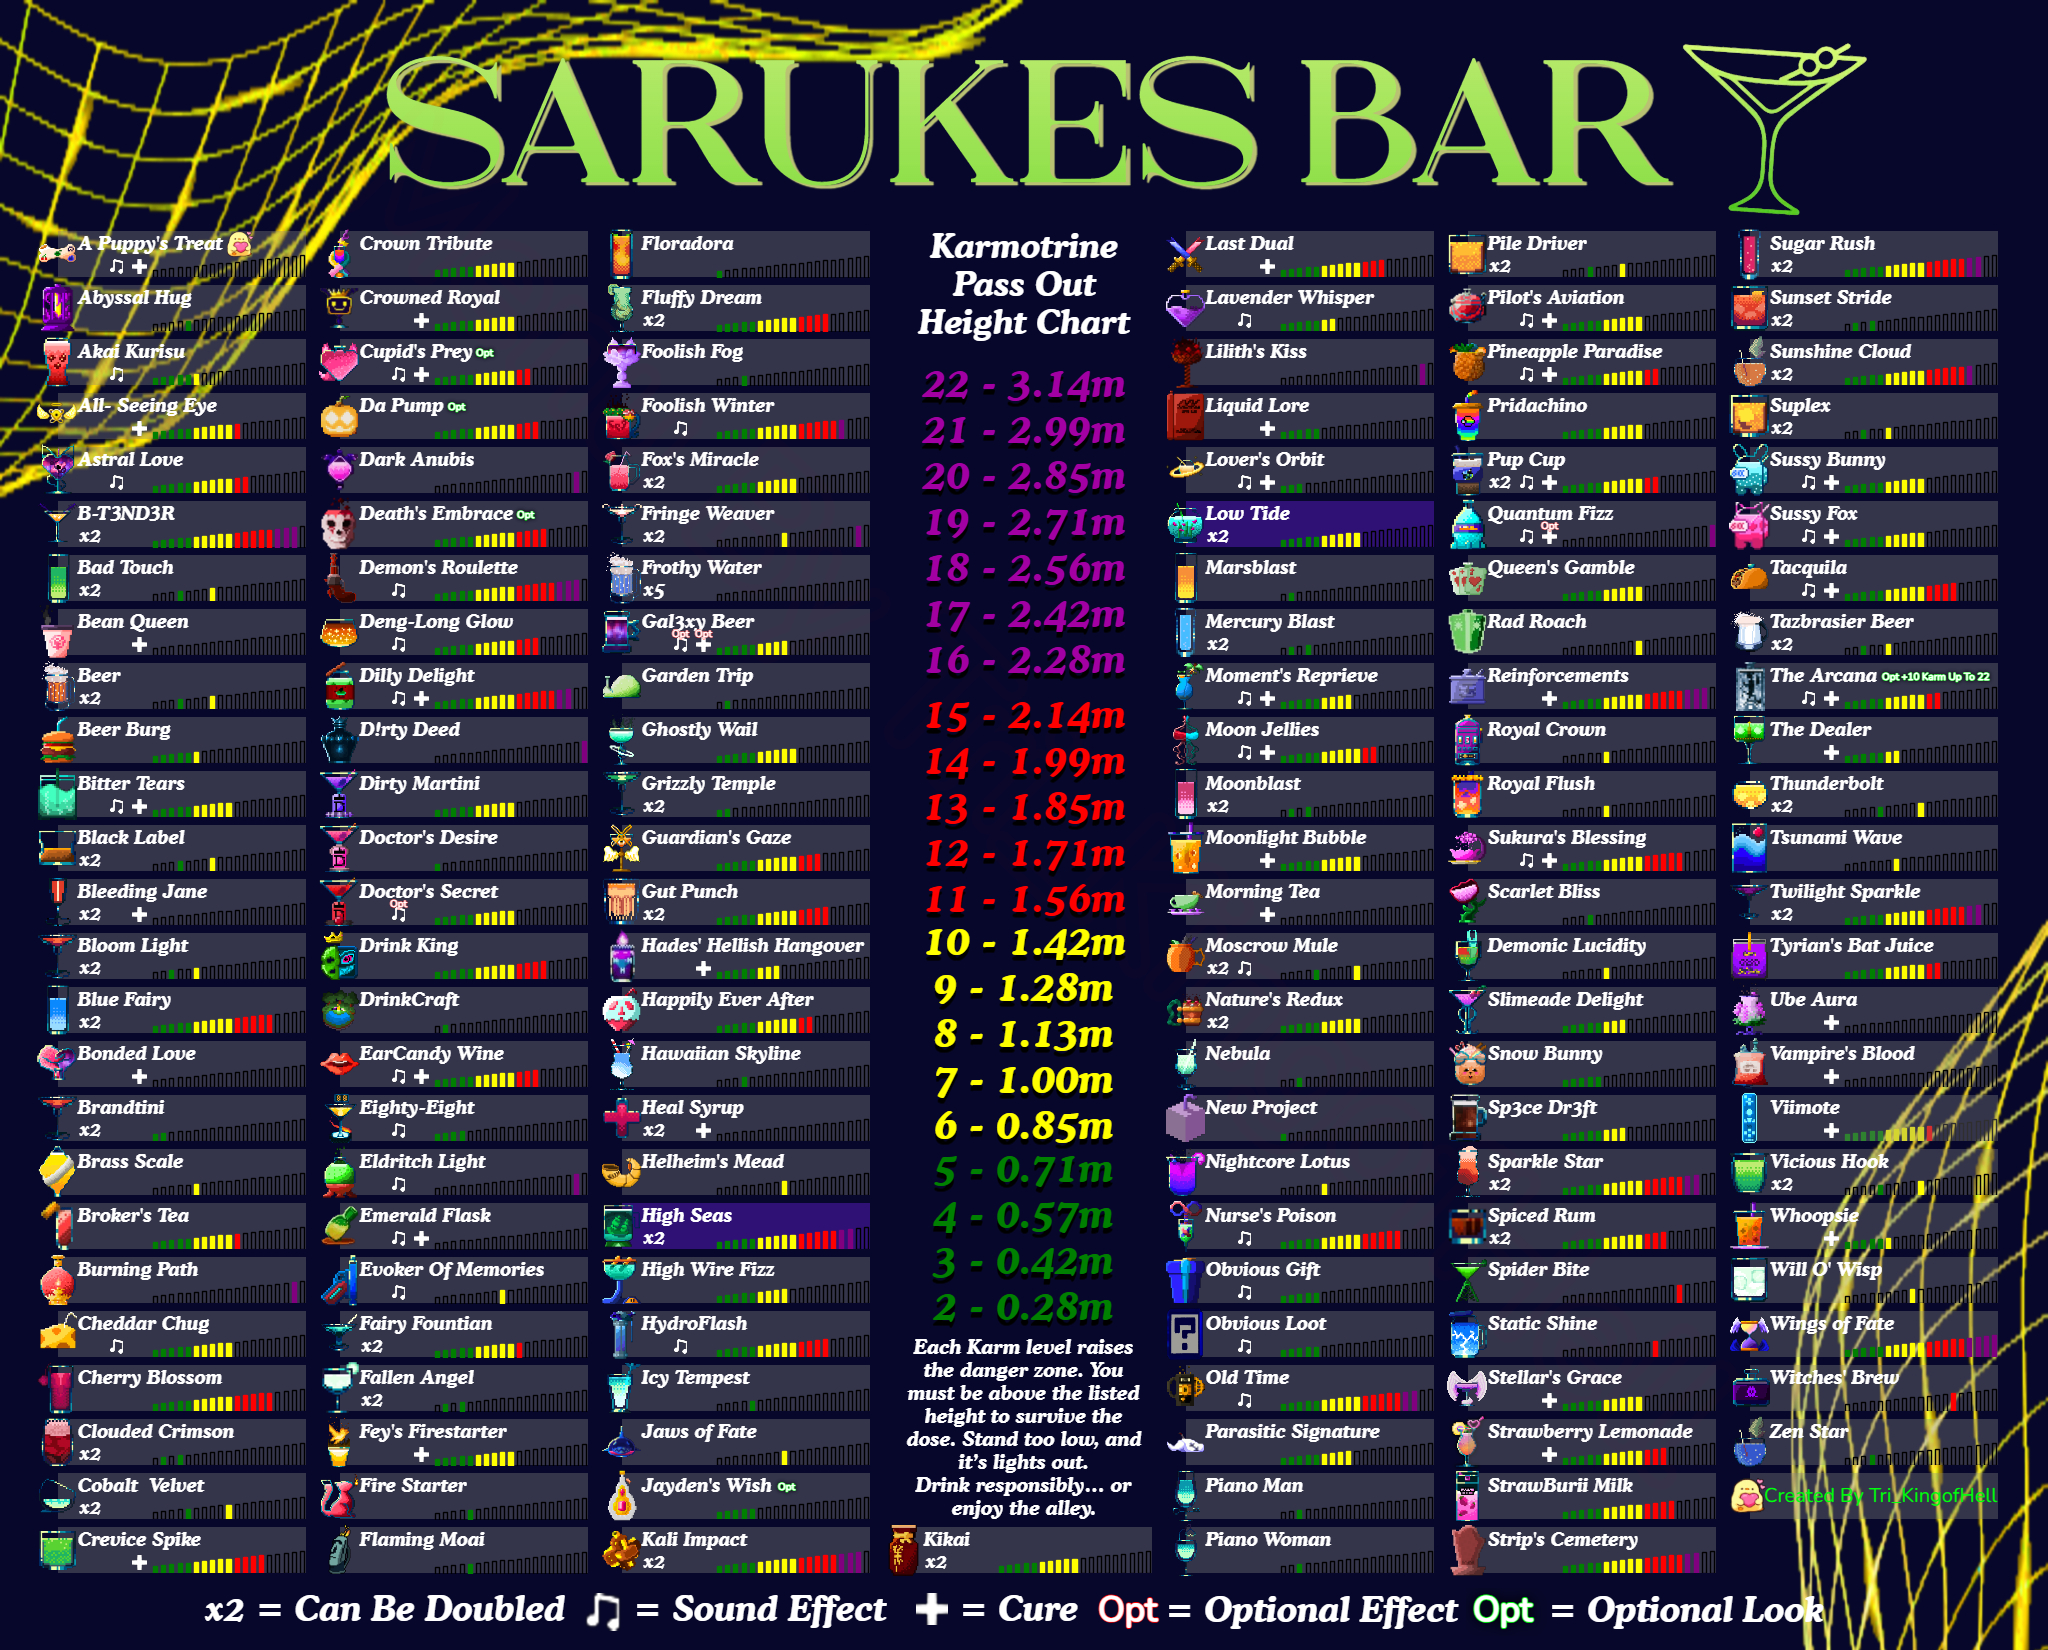 SARUKES BAR
A Puppy's Treat
Abyssal Hug
Akai Kurisu
All- Seeing Eye
Astral Love
B-T3ND3R
x2
Bad Touch
x2
Bean Queen
Beer
x2
Beer Burg
Bitter Tears
Black Label
x2
Bleeding Jane
x2
Bloom Light
x2
Blue Fairy
x2
Bonded Love
Brandtini
x2
Brass Scale
Broker's Tea
Burning Path
Cheddar Chug
Cherry Blossom
Clouded Crimson
x2
Cobalt Velvet
x2
Crevice Spike
Crown Tribute
Crowned Royal
Cupid's Prey Opt
Da Pump Opt
Dark Anubis
Death's Embrace Opt
Demon's Roulette
Deng-Long Glow
Dilly Delight
D!rty Deed
Dirty Martini
Doctor's Desire
Doctor's Secret
Opt
Drink King
DrinkCraft
EarCandy Wine
Eighty-Eight
Eldritch Light
Emerald Flask
Evoker Of Memories
Fairy Fountian
x2
Fallen Angel
x2
Fey's Firestarter
Fire Starter
Flaming Moai
Floradora
Fluffy Dream
x2
Foolish Fog
Foolish Winter
Fox's Miracle
x2
Fringe Weaver
x2
Frothy Water
x5
Gal3xy Beer
Opt Opt
Garden Trip
Ghostly Wail
Grizzly Temple
x2
Guardian's Gaze
Gut Punch
x2
Hades' Hellish Hangover
Happily Ever After
Hawaiian Skyline
Heal Syrup
x2
Helheim's Mead
High Seas
x2
High Wire Fizz
HydroFlash
Icy Tempest
Jaws of Fate
Jayden's Wish Opt
Kali Impact
x2
Karmotrine
Pass Out
Height Chart
22 - 3.14m
21 - 2.99m
20 - 2.85m
19 - 2.71m
18 - 2.56m
17 - 2.42m
16 - 2.28m
15 - 2.14m
14 - 1.99m
13 - 1.85m
12 - 1.71m
11 - 1.56m
10 - 1.42m
9 - 1.28m
8 - 1.13m
7 - 1.00m
6 - 0.85m
5 - 0.71m
4 - 0.57m
3 - 0.42m
2 - 0.28m
Each Karm level raises
the danger zone. You
must be above the listed
height to survive the
dose. Stand too low, and
it's lights out.
Drink responsibly... or
enjoy the alley.
Kikai
x2
Last Dual
Lavender Whisper
Lilith's Kiss
Liquid Lore
Lover's Orbit
Low Tide
x2
Marsblast
Mercury Blast
x2
Moment's Reprieve
Moon Jellies
Moonblast
x2
Moonlight Bubble
Morning Tea
Moscrow Mule
x2
Nature's Redux
x2
Nebula
New Project
Nightcore Lotus
Nurse's Poison
Obvious Gift
Obvious Loot
Old Time
Parasitic Signature
Piano Man
Piano Woman
Pile Driver
x2
Pilot's Aviation
Pineapple Paradise
Pridachino
Pup Cup
x2
Quantum Fizz
Opt
Queen's Gamble
Rad Roach
Reinforcements
Royal Crown
Royal Flush
Sukura's Blessing
Scarlet Bliss
Demonic Lucidity
Slimeade Delight
Snow Bunny
Sp3ce Dr3ft
Sparkle Star
x2
Spiced Rum
x2
Spider Bite
Static Shine
Stellar's Grace
Strawberry Lemonade
StrawBurii Milk
Strip's Cemetery
Sugar Rush
x2
Sunset Stride
x2
Sunshine Cloud
x2
Suplex
x2
Sussy Bunny
Sussy Fox
Tacquila
Tazbrasier Beer
x2
The Arcana Opt +10 Karm Up To 22
The Dealer
Thunderbolt
x2
Tsunami Wave
Twilight Sparkle
x2
Tyrian's Bat Juice
Ube Aura
Vampire's Blood
Viimote
Vicious Hook
x2
Whoopsie
Will O' Wisp
Wings of Fate
Witches' Brew
Zen Star
Created By Tri_KingofHell
x2 = Can Be Doubled = Sound Effect = Cure Opt = Optional Effect Opt = Optional Look